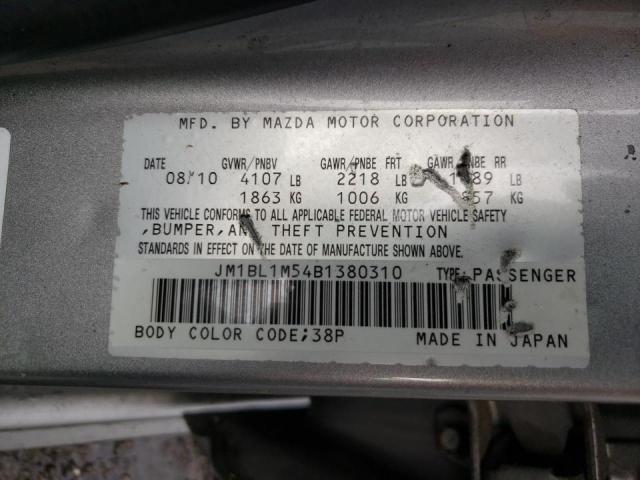 MFD. BY MAZDA MOTOR CORPORATION
DATE GVWR/PNBV GAWR/PNBE FRT GAWR RR
08/10 4107 LB 2218 LB LB
1863 KG 1006 KG KG
THIS VEHICLE CONFORMS TO ALL APPLICABLE FEDERAL MOTOR VEHICLE SAFETY
,BUMPER,AND THEFT PREVENTION
STANDARDS IN EFFECT ON THE DATE OF MANUFACTURE SHOWN ABOVE.
JM1BL1M54B1380310 TYPE: PASSENGER
BODY COLOR CODE;38P MADE IN JAPAN